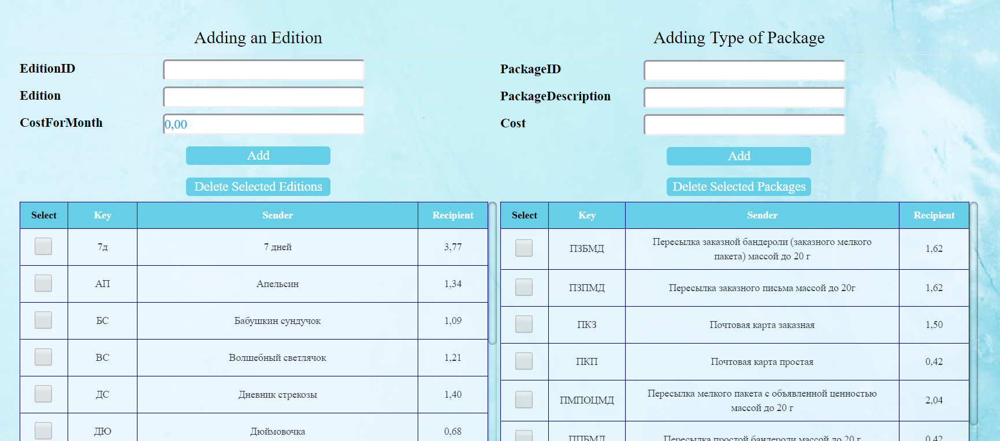 Adding an Edition
EditionID
Edition
CostForMonth
0,00
Add
Delete Selected Editions
Select Key Sender Recipient
7д 7 дней 3,77
АП Апельсин 1,34
БС Бабушкин сундучок 1,09
ВС Волшебный светлячок 1,21
ДС Дневник стрекозы 1,40
ДЮ Дюймовочка 0,68
Adding Type of Package
PackageID
PackageDescription
Cost
Add
Delete Selected Packages
Select Key Sender Recipient
ПЗБМД Пересылка заказной бандероли (заказного мелкого
пакета) массой до 20 г 1,62
ПЗПМД Пересылка заказного письма массой до 20г 1,62
ПКЗ Почтовая карта заказная 1,50
ПКП Почтовая карта простая 0,42
ПМПОЦМД Пересылка мелкого пакета с объявленной ценностью
массой до 20 г 2,04
ППБМД Пересылка простой бандероли массой до 20 г 0,42